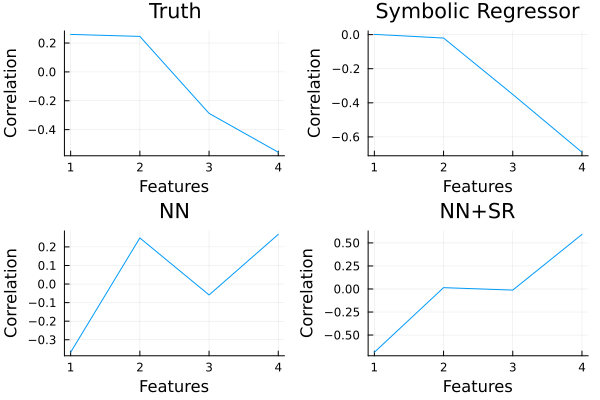 Truth
Correlation
0.2
0.0
−0.2
−0.4
1 2 3 4
Features
Symbolic Regressor
Correlation
0.0
−0.2
−0.4
−0.6
1 2 3 4
Features
NN
Correlation
0.2
0.1
0.0
−0.1
−0.2
−0.3
1 2 3 4
Features
NN+SR
Correlation
0.50
0.25
0.00
−0.25
−0.50
1 2 3 4
Features